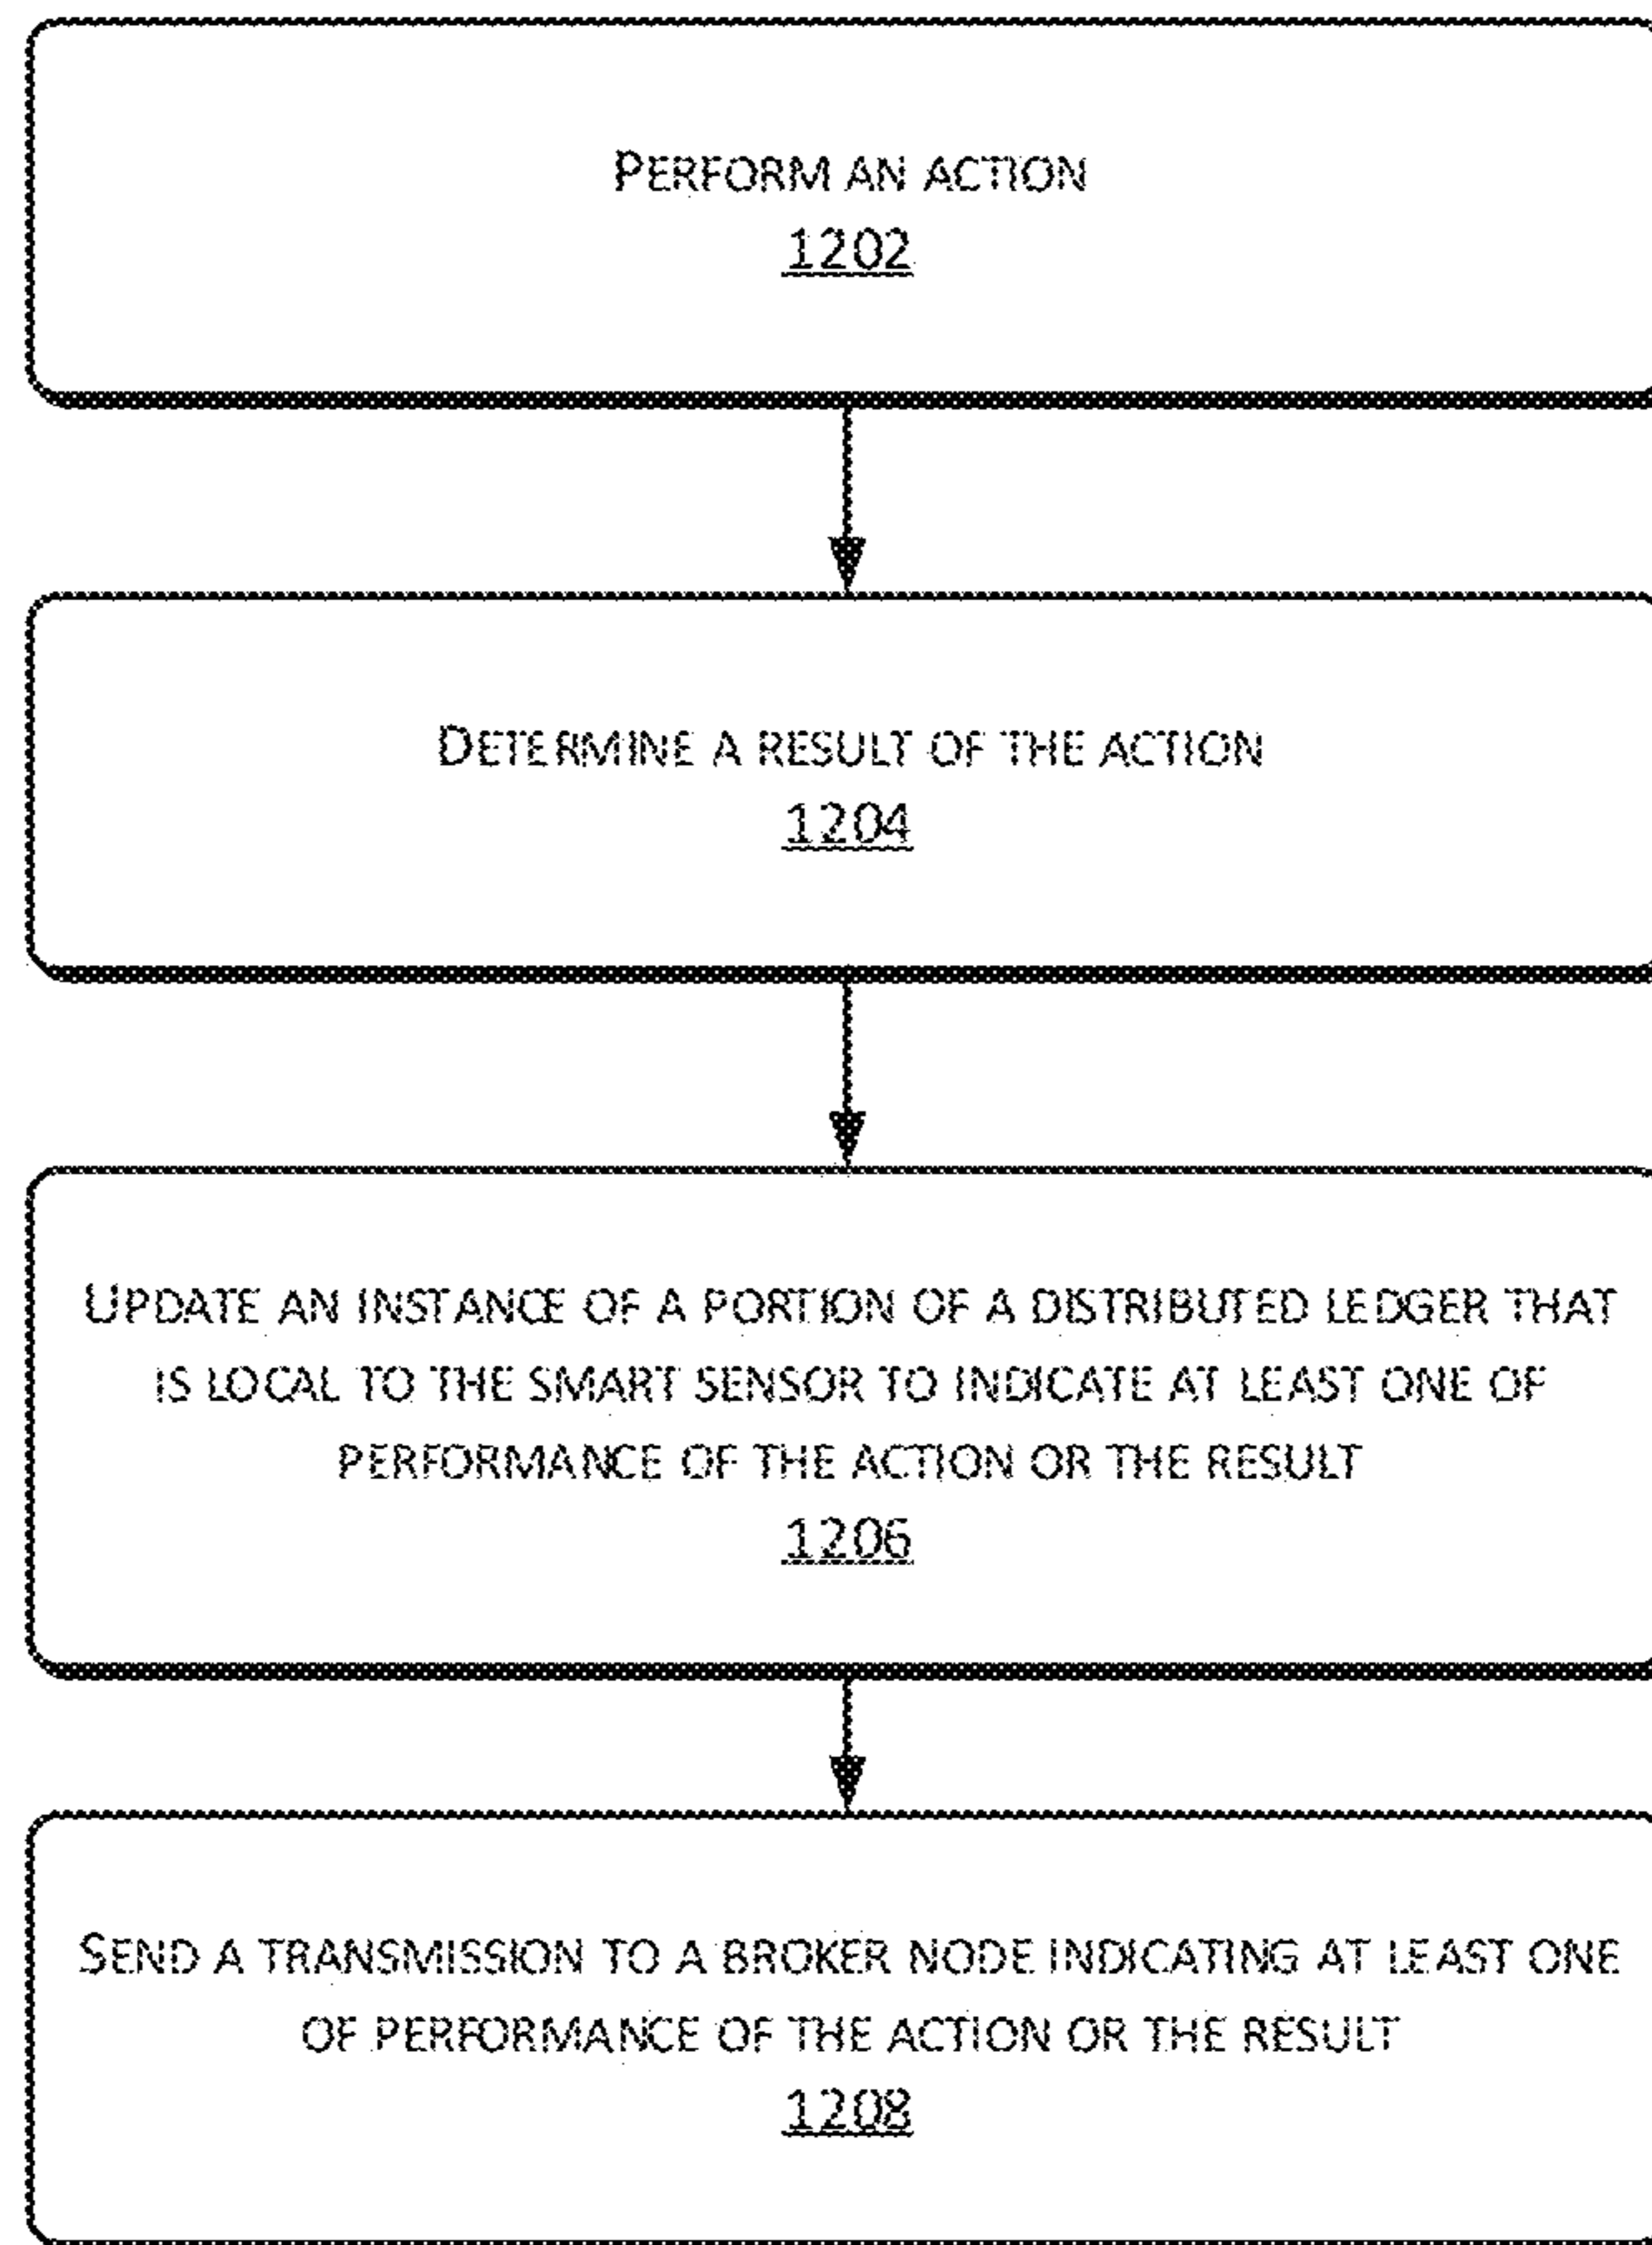 PERFORM AN ACTION
1202
DETERMINE A RESULT OF THE ACTION
1204
UPDATE AN INSTANCE OF A PORTION OF A DISTRIBUTED LEDGER THAT
IS LOCAL TO THE SMART SENSOR TO INDICATE AT LEAST ONE OF
PERFORMANCE OF THE ACTION OR THE RESULT
1206
SEND A TRANSMISSION TO A BROKER NODE INDICATING AT LEAST ONE
OF PERFORMANCE OF THE ACTION OR THE RESULT
1208